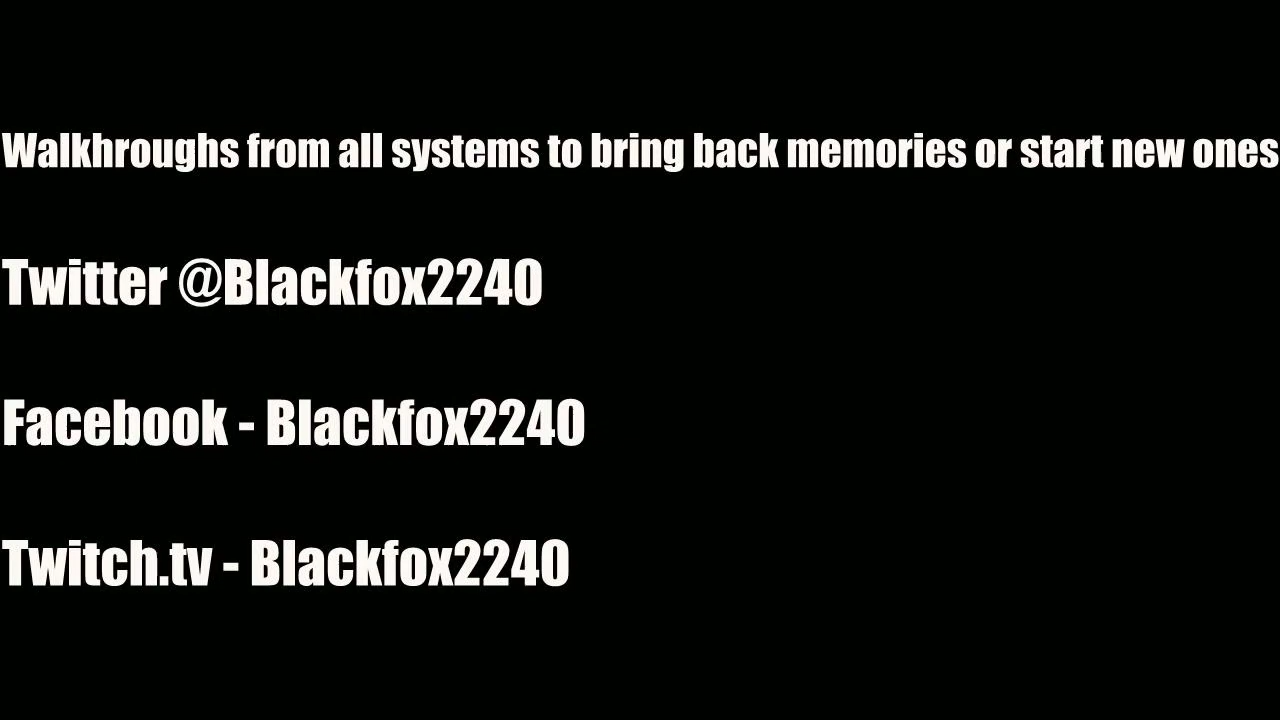 Walkhroughs from all systems to bring back memories or start new ones
Twitter @Blackfox2240
Facebook - Blackfox2240
Twitch.tv - Blackfox2240